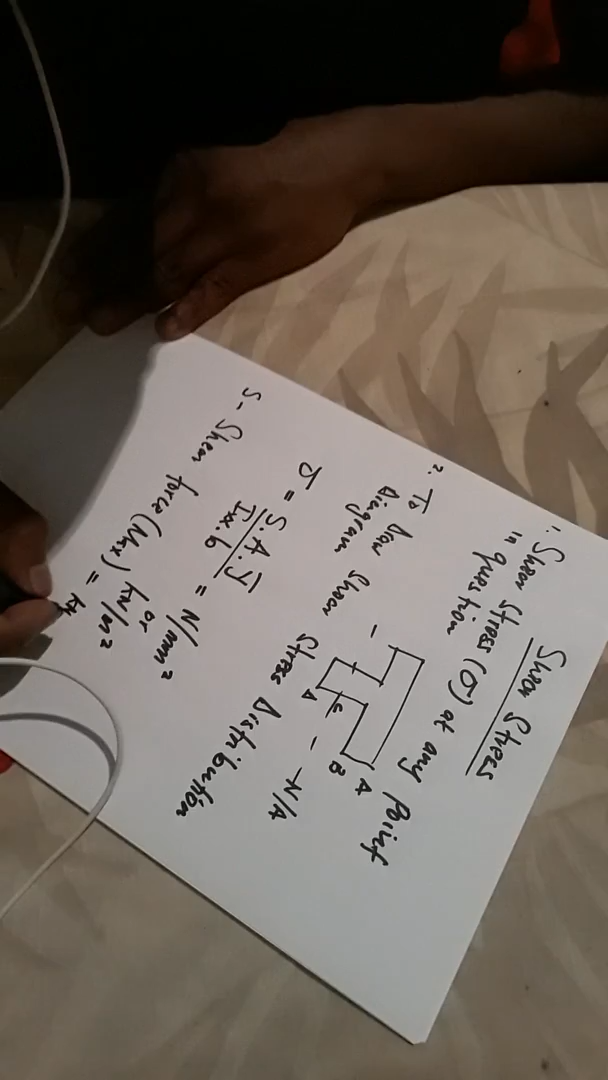 Shear Stress
1. Shear Stress (σ) at any point
in question
A
B
C
D
- - N/A
2. To Draw Shear Stress Distribution
Diagram
σ = S.A.ȳ / Ixx.b = N/mm²
or
kN/m²
S - Shear force (Max) =